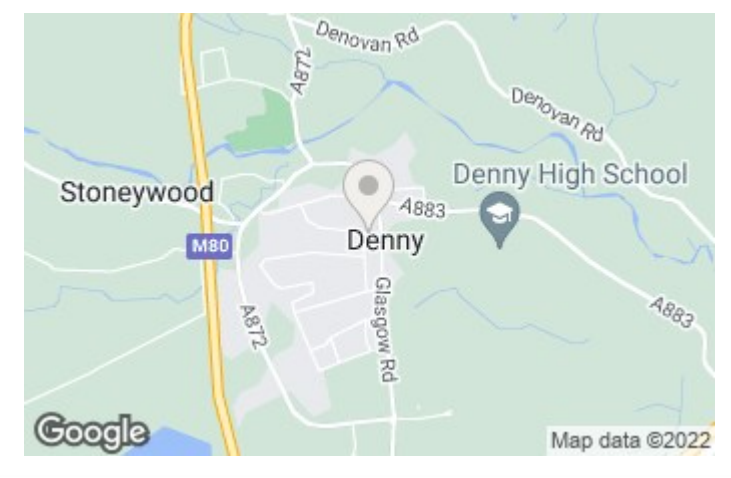 Denovan Rd
A872
Denovan Rd
Stoneywood
Denny High School
A883
M80
Denny
A872
Glasgow Rd
A883
Google
Map data ©2022